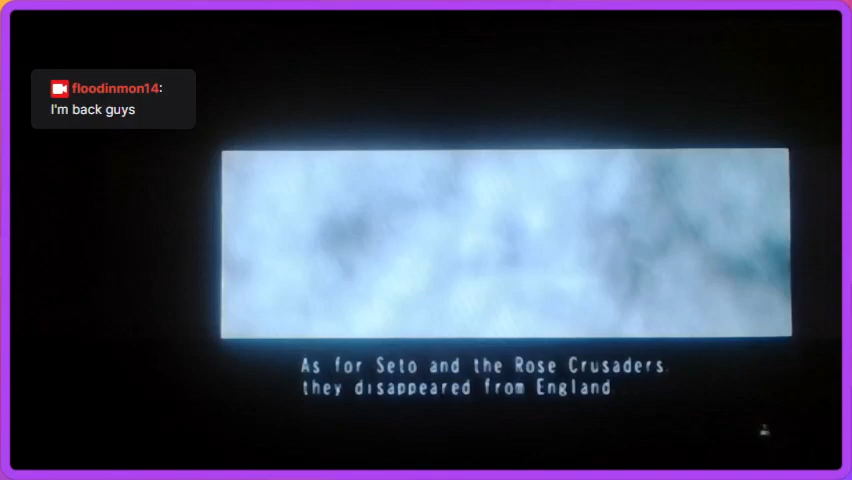 floodinmon14:
I'm back guys
As for Seto and the Rose Crusaders,
they disappeared from England